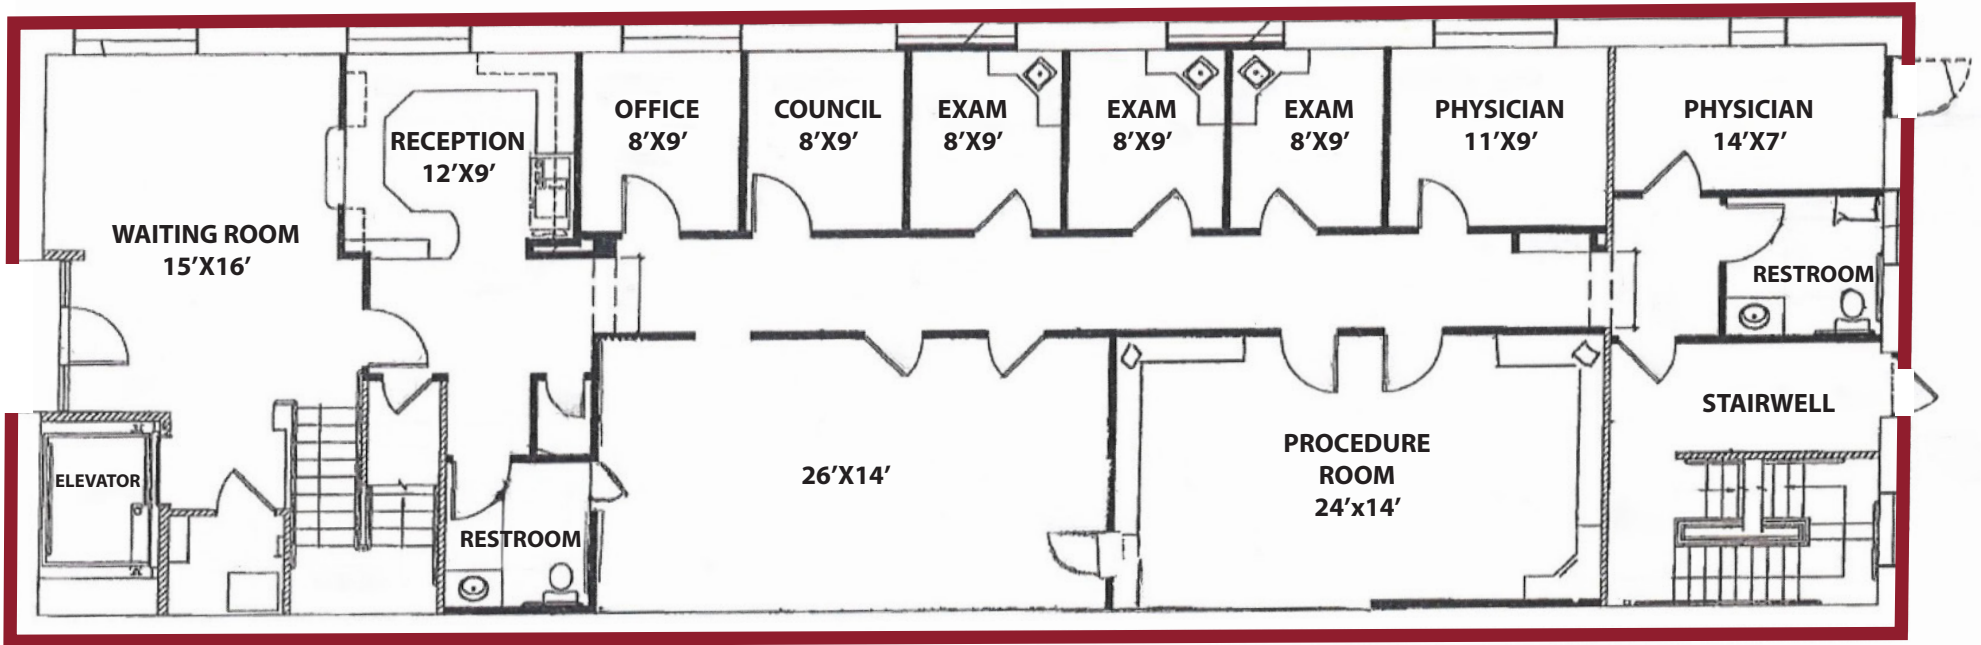 OFFICE
8’X9’
COUNCIL
8’X9’
EXAM
8’X9’
EXAM
8’X9’
EXAM
8’X9’
PHYSICIAN
11’X9’
PHYSICIAN
14’X7’
RECEPTION
12’X9’
WAITING ROOM
15’X16’
RESTROOM
STAIRWELL
ELEVATOR
26’X14’
PROCEDURE
ROOM
24’x14’
RESTROOM